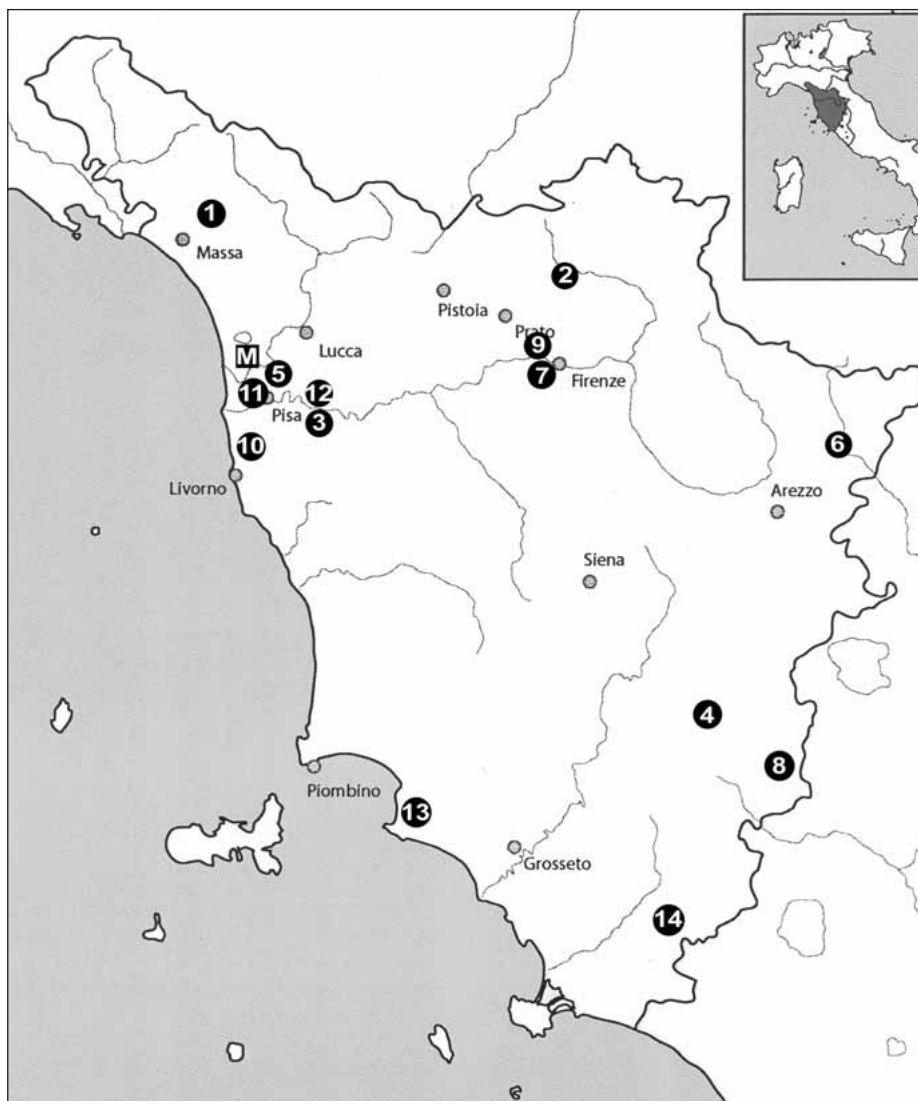 1
Massa
2
Pistoia
Prato
9
Lucca
M
5
7
Firenze
11
12
Pisa
3
10
6
Livorno
Arezzo
Siena
4
8
Piombino
13
Grosseto
14